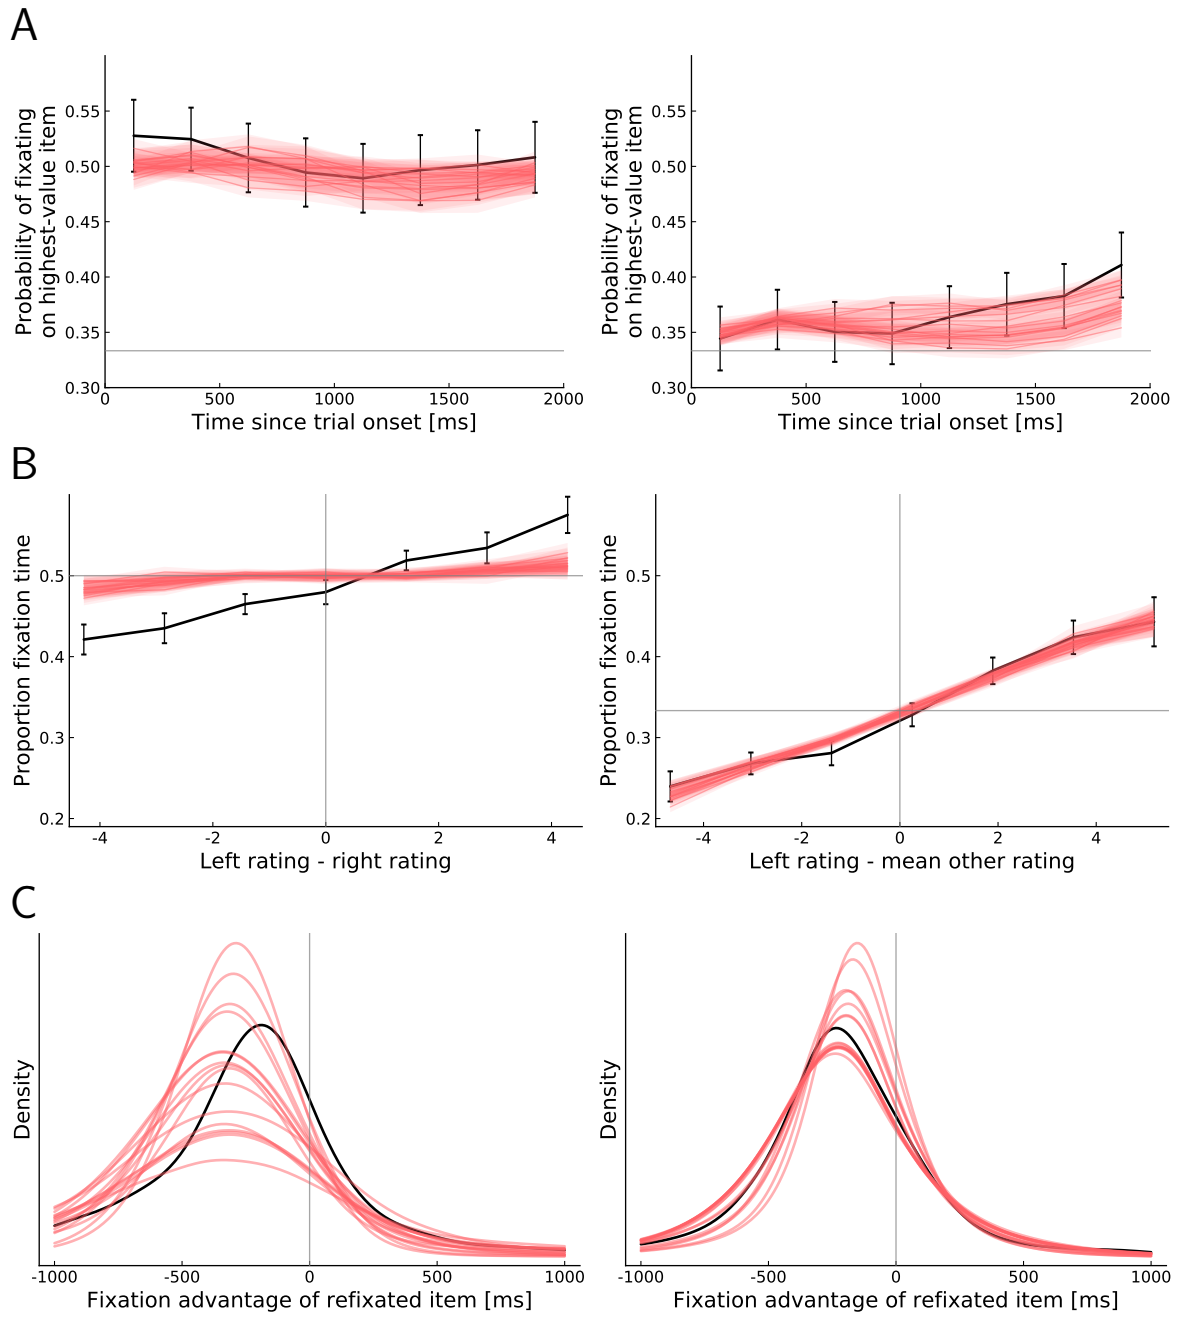 A
Probability of fixating
on highest-value item
0.55
0.50
0.45
0.40
0.35
0.30
0
500
1000
1500
2000
Time since trial onset [ms]
Probability of fixating
on highest-value item
0.55
0.50
0.45
0.40
0.35
0.30
0
500
1000
1500
2000
Time since trial onset [ms]
B
Proportion fixation time
0.5
0.4
0.3
0.2
-4
-2
0
2
4
Left rating - right rating
Proportion fixation time
0.5
0.4
0.3
0.2
-4
-2
0
2
4
Left rating - mean other rating
C
Density
-1000
-500
0
500
1000
Fixation advantage of refixated item [ms]
Density
-1000
-500
0
500
1000
Fixation advantage of refixated item [ms]